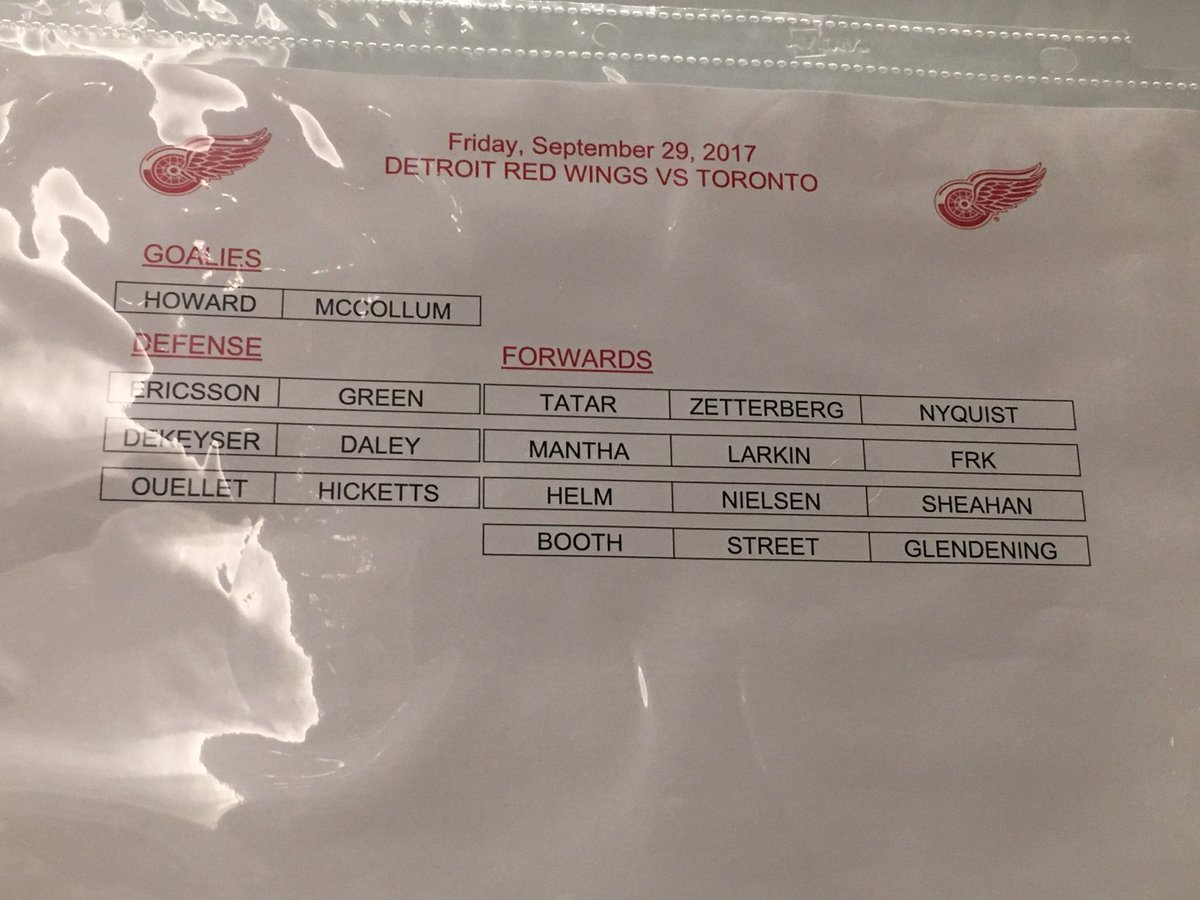 Friday, September 29, 2017
DETROIT RED WINGS VS TORONTO
GOALIES
HOWARD MCCOLLUM
DEFENSE
ERICSSON GREEN
DEKEYSER DALEY
OUELLET HICKETTS
FORWARDS
TATAR ZETTERBERG NYQUIST
MANTHA LARKIN FRK
HELM NIELSEN SHEAHAN
BOOTH STREET GLENDENING